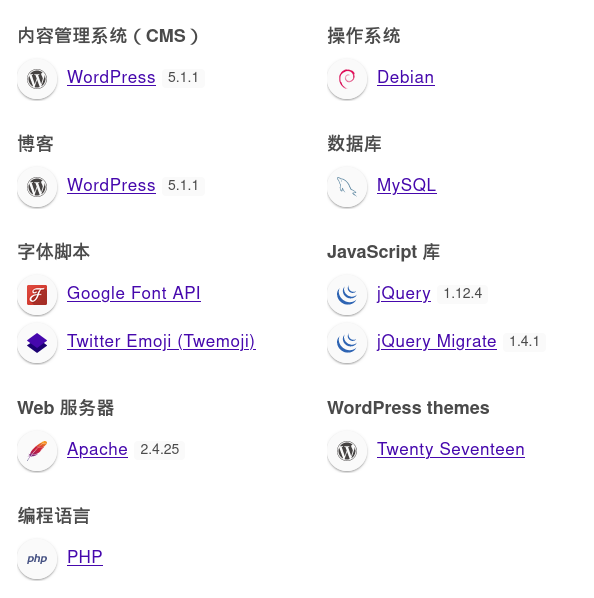 内容管理系统（CMS）
WordPress 5.1.1
博客
WordPress 5.1.1
字体脚本
Google Font API
Twitter Emoji (Twemoji)
Web 服务器
Apache 2.4.25
编程语言
php PHP
操作系统
Debian
数据库
MySQL
JavaScript 库
jQuery 1.12.4
jQuery Migrate 1.4.1
WordPress themes
Twenty Seventeen